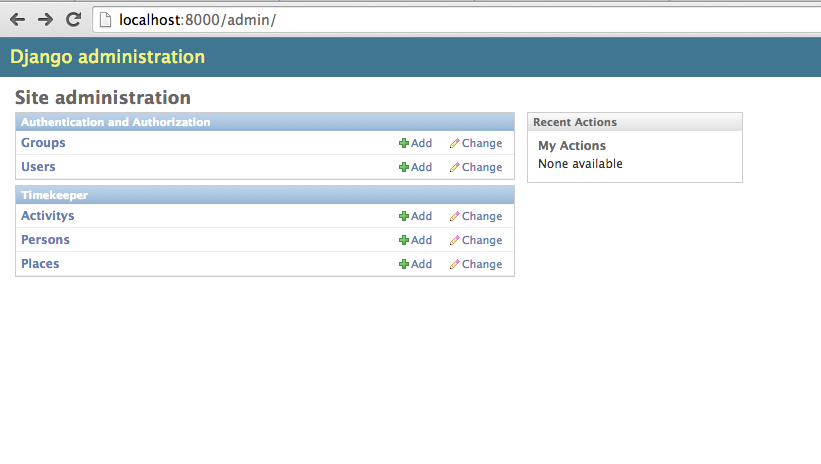 localhost:8000/admin/
Django administration
Site administration
Authentication and Authorization
Groups Add Change
Users Add Change
Timekeeper
Activitys Add Change
Persons Add Change
Places Add Change
Recent Actions
My Actions
None available